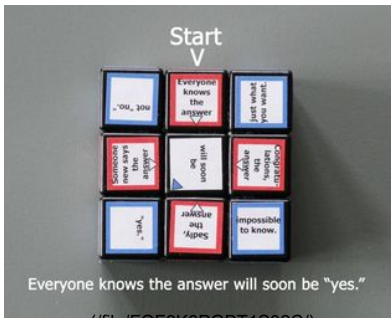 Start
V
not "no."
Everyone
knows
the
answer
just what
you want.
Someone
new says
the
answer
will soon
be
Congratu-
lations,
the
answer
"yes."
Sadly,
the
answer
impossible
to know.
Everyone knows the answer will soon be “yes.”